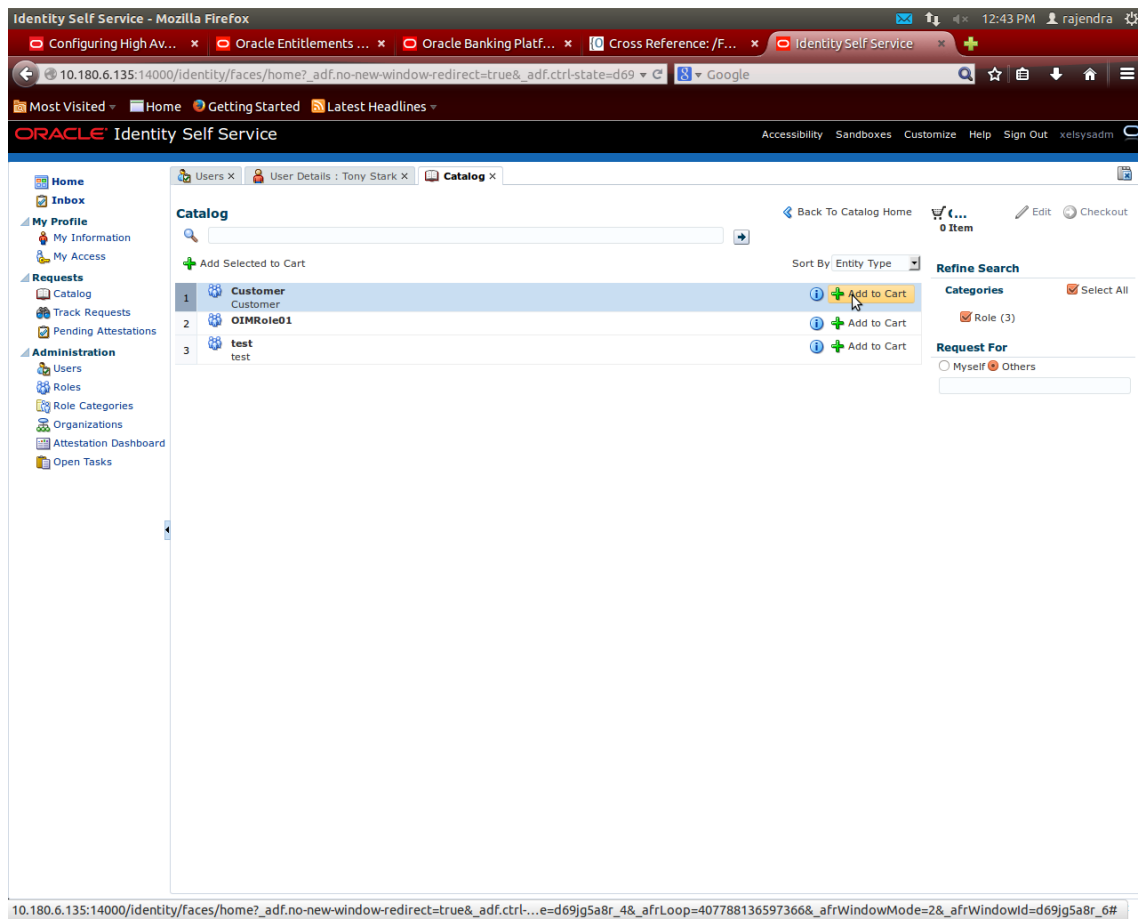 Identity Self Service - Mozilla Firefox
12:43 PM rajendra
Configuring High Av... × Oracle Entitlements ... × Oracle Banking Platf... × Cross Reference: /F... × Identity Self Service ×
10.180.6.135:14000/identity/faces/home?_adf.no-new-window-redirect=true&_adf.ctrl-state=d69 Google
Most Visited Home Getting Started Latest Headlines
ORACLE Identity Self Service Accessibility Sandboxes Customize Help Sign Out xelsysadm
Home
Inbox
My Profile
My Information
My Access
Requests
Catalog
Track Requests
Pending Attestations
Administration
Users
Roles
Role Categories
Organizations
Attestation Dashboard
Open Tasks
Users × User Details : Tony Stark × Catalog ×
Catalog
Back To Catalog Home
Add Selected to Cart
Sort By Entity Type
1 Customer
Customer
Add to Cart
2 OIMRole01
Add to Cart
3 test
test
Add to Cart
(...
0 Item
Edit Checkout
Refine Search
Categories Select All
Role (3)
Request For
Myself Others
10.180.6.135:14000/identity/faces/home?_adf.no-new-window-redirect=true&_adf.ctrl-...e=d69jg5a8r_4&_afrLoop=407788136597366&_afrWindowMode=2&_afrWindowId=d69jg5a8r_6#